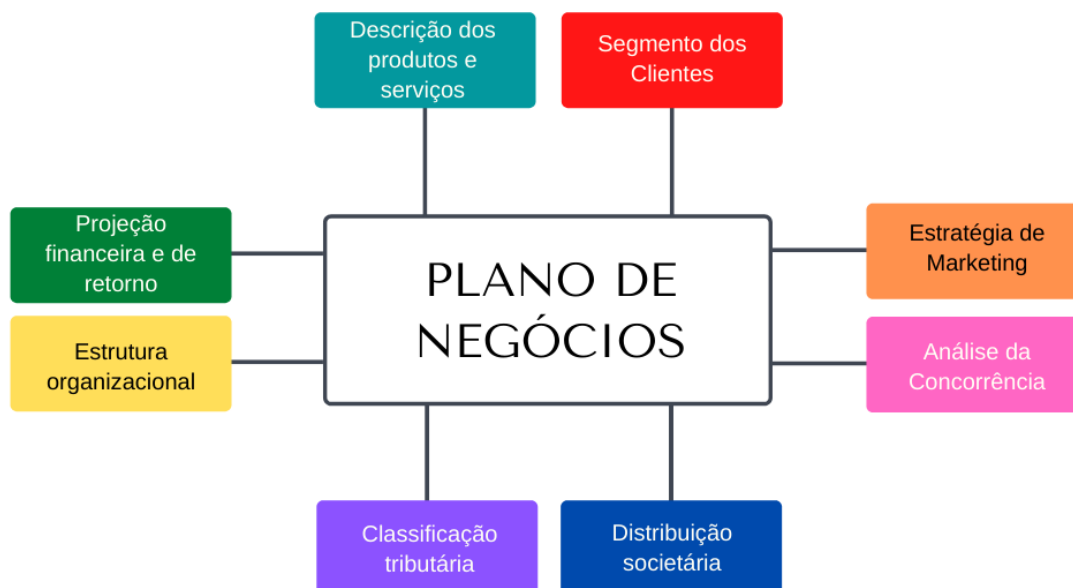 Descrição dos
produtos e
serviços
Segmento dos
Clientes
Projeção
financeira e de
retorno
Estratégia de
Marketing
PLANO DE
NEGÓCIOS
Estrutura
organizacional
Análise da
Concorrência
Classificação
tributária
Distribuição
societária